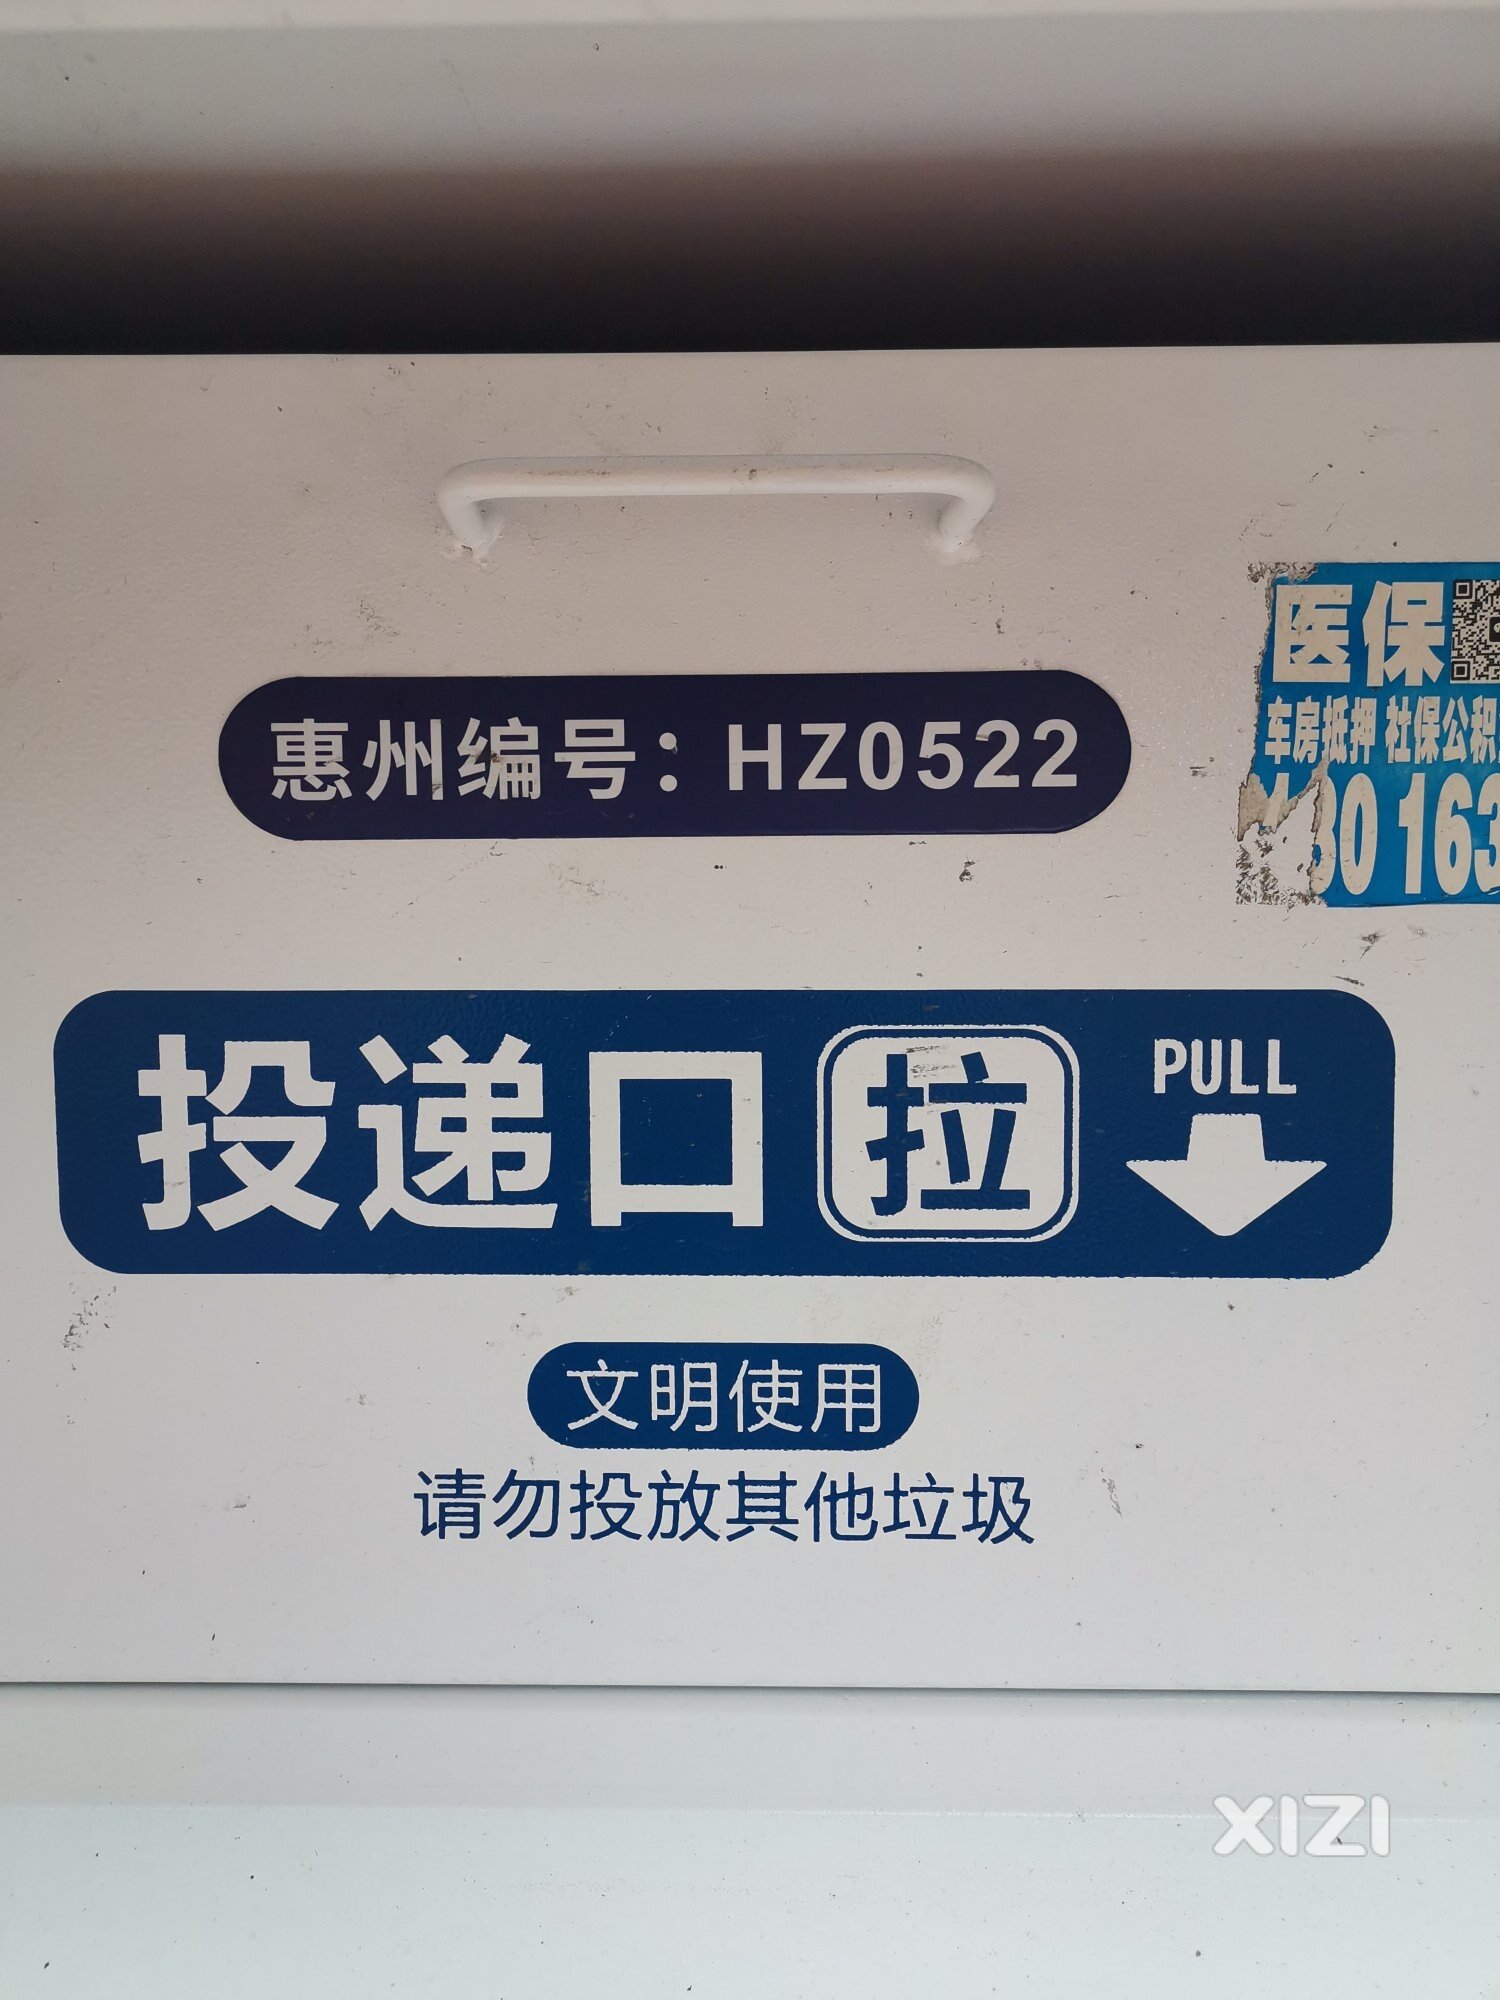 医保
车房抵押 社保公积
30 163
惠州编号：HZ0522
投递口 拉 PULL
文明使用
请勿投放其他垃圾
XIZI